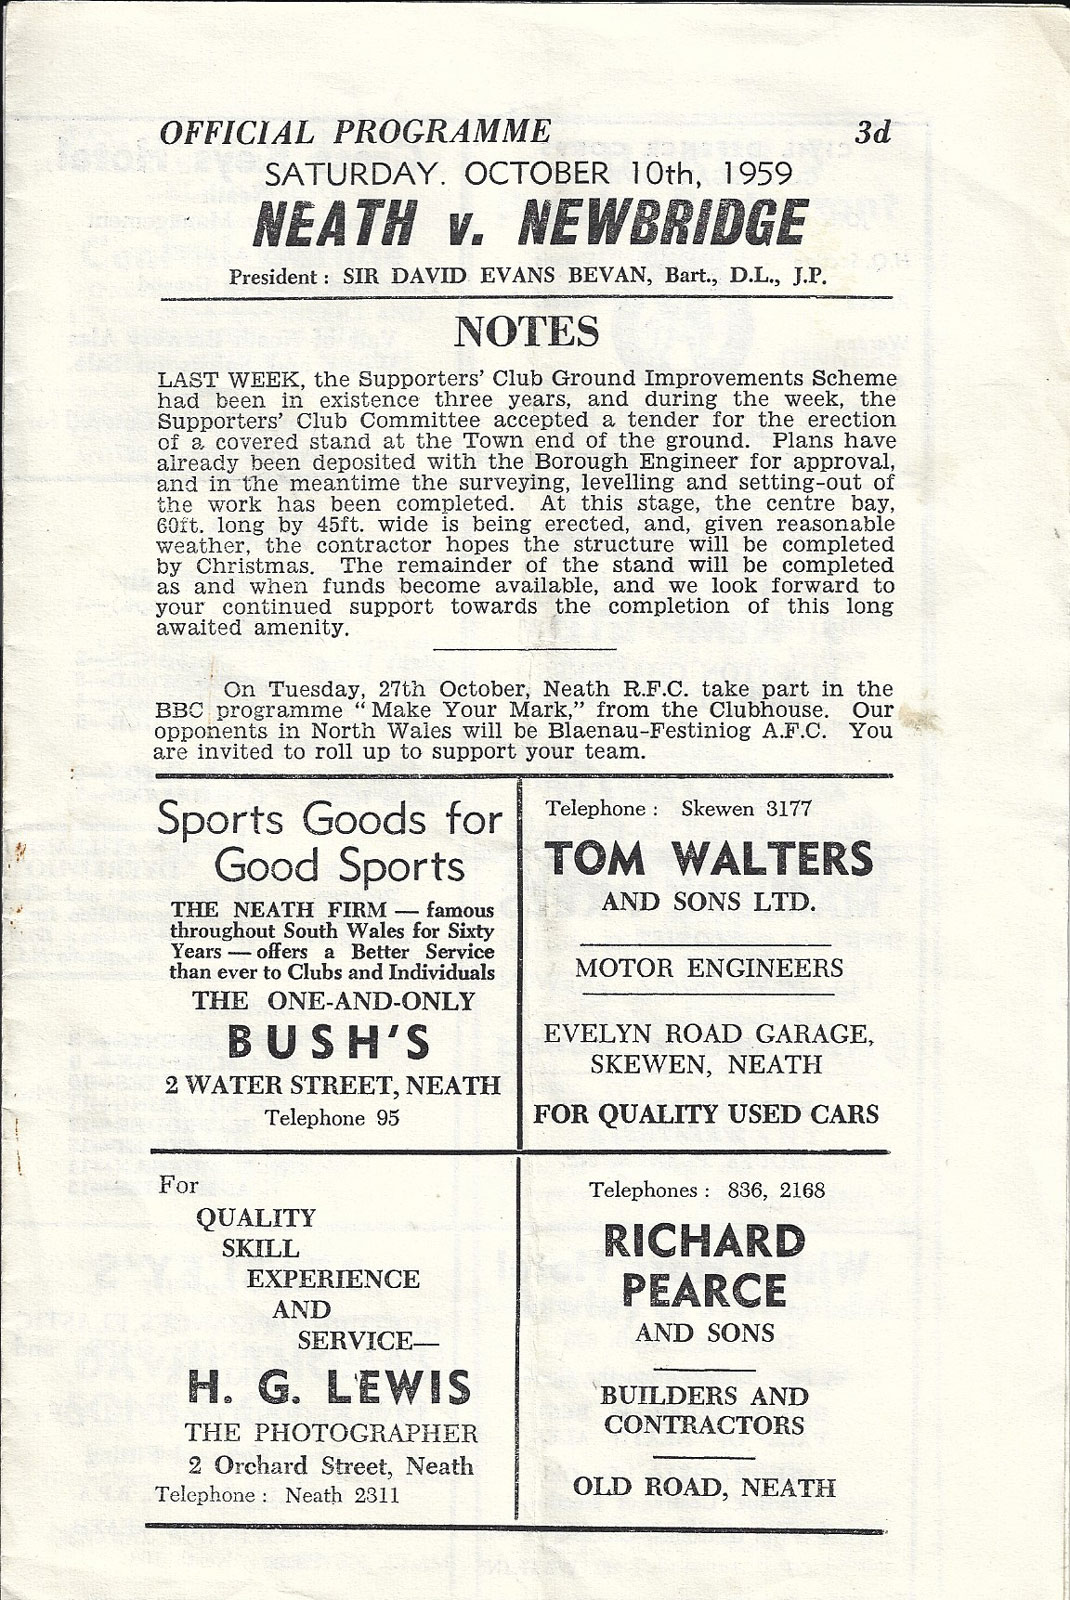 OFFICIAL PROGRAMME 3d
SATURDAY. OCTOBER 10th, 1959
NEATH v. NEWBRIDGE
President : SIR DAVID EVANS BEVAN, Bart., D.L., J.P.
NOTES
LAST WEEK, the Supporters' Club Ground Improvements Scheme
had been in existence three years, and during the week, the
Supporters' Club Committee accepted a tender for the erection
of a covered stand at the Town end of the ground. Plans have
already been deposited with the Borough Engineer for approval,
and in the meantime the surveying, levelling and setting-out of
the work has been completed. At this stage, the centre bay,
60ft. long by 45ft. wide is being erected, and, given reasonable
weather, the contractor hopes the structure will be completed
by Christmas. The remainder of the stand will be completed
as and when funds become available, and we look forward to
your continued support towards the completion of this long
awaited amenity.
On Tuesday, 27th October, Neath R.F.C. take part in the
BBC programme "Make Your Mark," from the Clubhouse. Our
opponents in North Wales will be Blaenau-Festiniog A.F.C. You
are invited to roll up to support your team.
Sports Goods for
Good Sports
THE NEATH FIRM — famous
throughout South Wales for Sixty
Years — offers a Better Service
than ever to Clubs and Individuals
THE ONE-AND-ONLY
BUSH'S
2 WATER STREET, NEATH
Telephone 95
Telephone : Skewen 3177
TOM WALTERS
AND SONS LTD.
MOTOR ENGINEERS
EVELYN ROAD GARAGE,
SKEWEN, NEATH
FOR QUALITY USED CARS
For
QUALITY
SKILL
EXPERIENCE
AND
SERVICE—
H. G. LEWIS
THE PHOTOGRAPHER
2 Orchard Street, Neath
Telephone : Neath 2311
Telephones : 836, 2168
RICHARD
PEARCE
AND SONS
BUILDERS AND
CONTRACTORS
OLD ROAD, NEATH